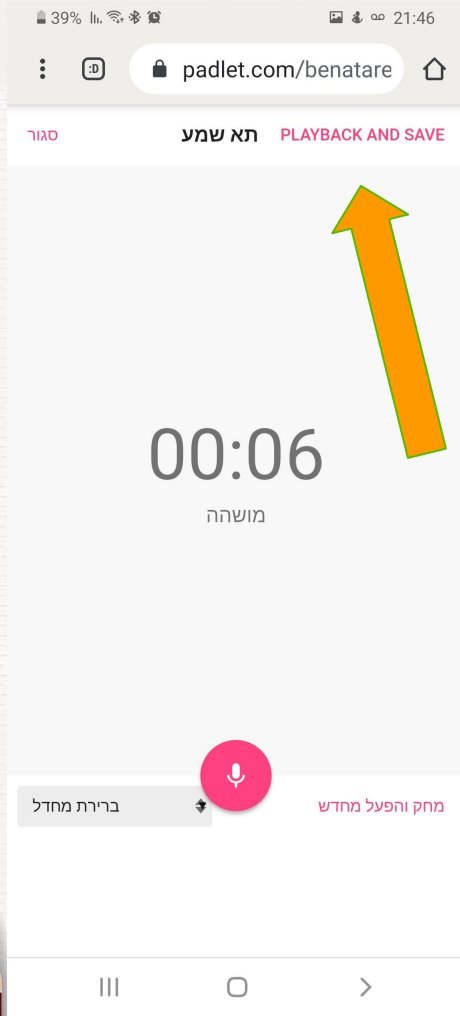 39% 21:46
padlet.com/benatare
סגור תא שמע PLAYBACK AND SAVE
00:06
מושהה
ברירת מחדל
מחק והפעל מחדש